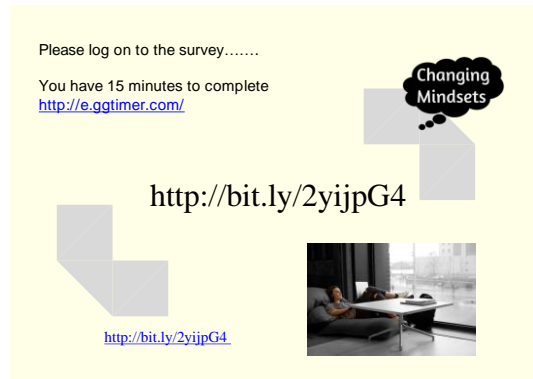 Please log on to the survey…….
You have 15 minutes to complete
http://e.ggtimer.com/
Changing
Mindsets
http://bit.ly/2yijpG4
http://bit.ly/2yijpG4